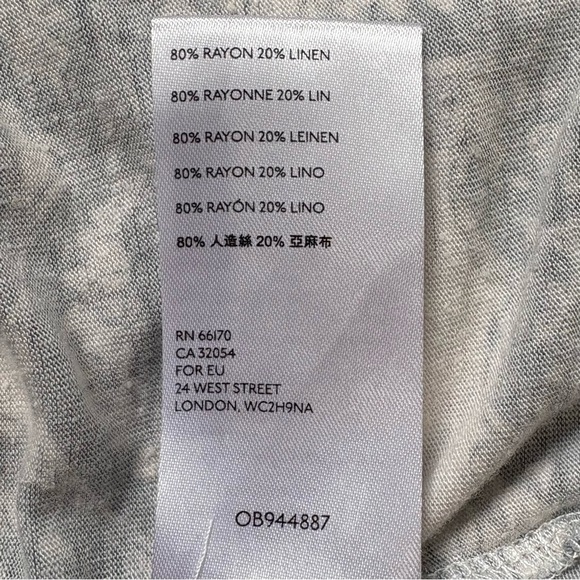 80% RAYON 20% LINEN
80% RAYONNE 20% LIN
80% RAYON 20% LEINEN
80% RAYON 20% LINO
80% RAYÓN 20% LINO
80% 人造絲 20% 亞麻布
RN 66170
CA 32054
FOR EU
24 WEST STREET
LONDON, WC2H9NA
OB944887